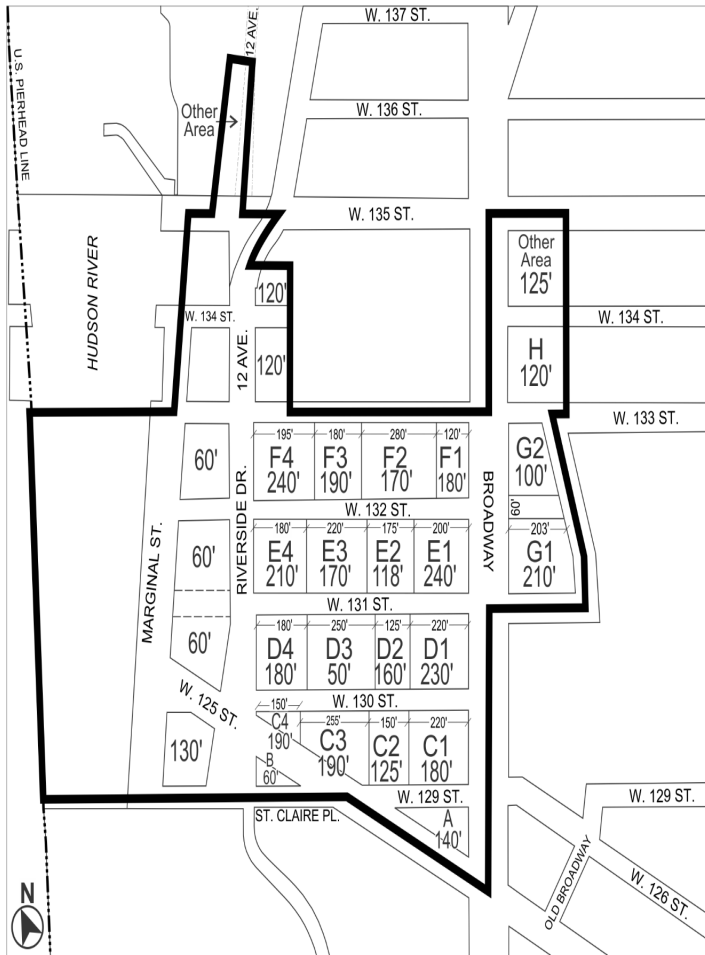 W. 137 ST.
12 AVE.
U.S. PIERHEAD LINE
Other
Area
W. 136 ST.
W. 135 ST.
HUDSON RIVER
Other
Area
125'
120'
W. 134 ST.
W. 134 ST.
12 AVE.
120'
H
120'
W. 133 ST.
195'
180'
280'
120'
60'
F4
240'
F3
190'
F2
170'
F1
180'
G2
100'
60'
BROADWAY
RIVERSIDE DR.
MARGINAL ST.
W. 132 ST.
180'
220'
175'
200'
203'
60'
E4
210'
E3
170'
E2
118'
E1
240'
G1
210'
W. 131 ST.
180'
250'
125'
220'
60'
D4
180'
D3
50'
D2
160'
D1
230'
W. 125 ST.
W. 130 ST.
150'
255'
150'
220'
C4
190'
C3
190'
C2
125'
C1
180'
130'
B
60'
W. 129 ST.
W. 129 ST.
ST. CLAIRE PL.
A
140'
OLD BROADWAY
W. 126 ST.
N